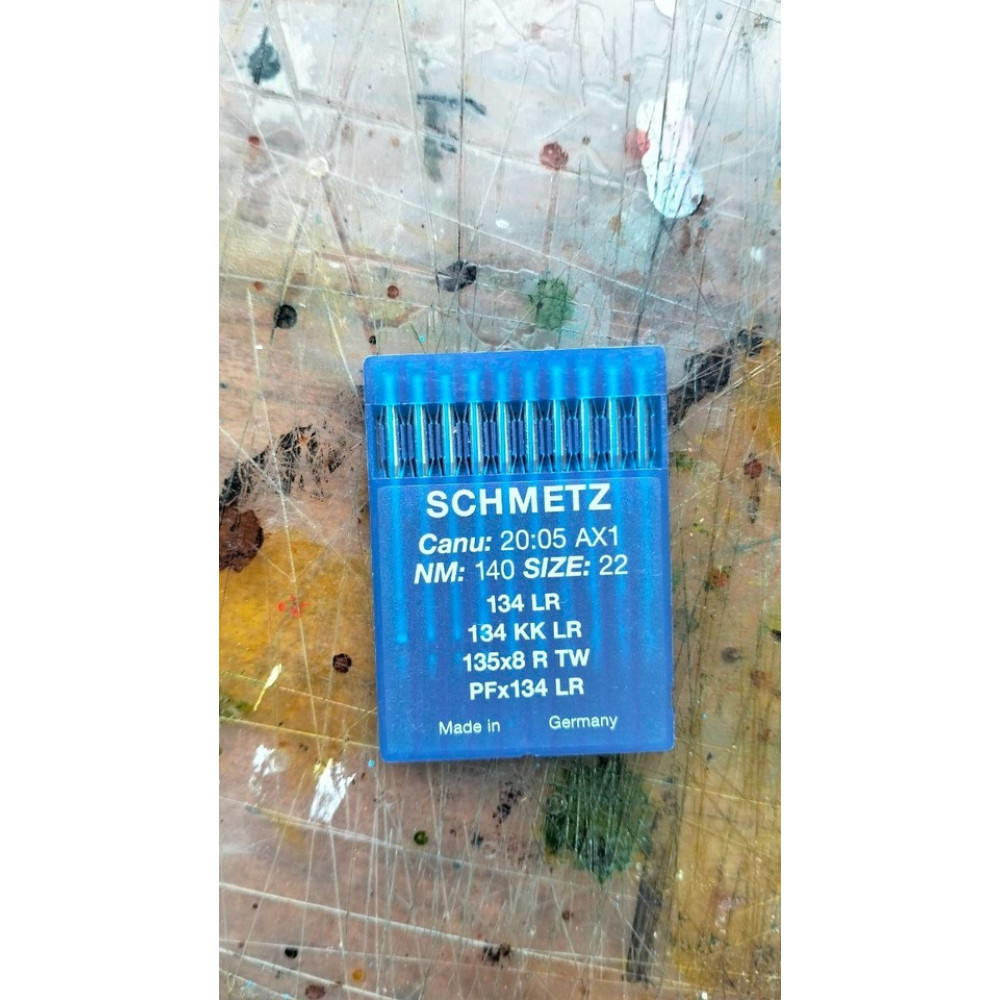 SCHMETZ
Canu: 20:05 AX1
NM: 140 SIZE: 22
134 LR
134 KK LR
135x8 R TW
PFx134 LR
Made in Germany